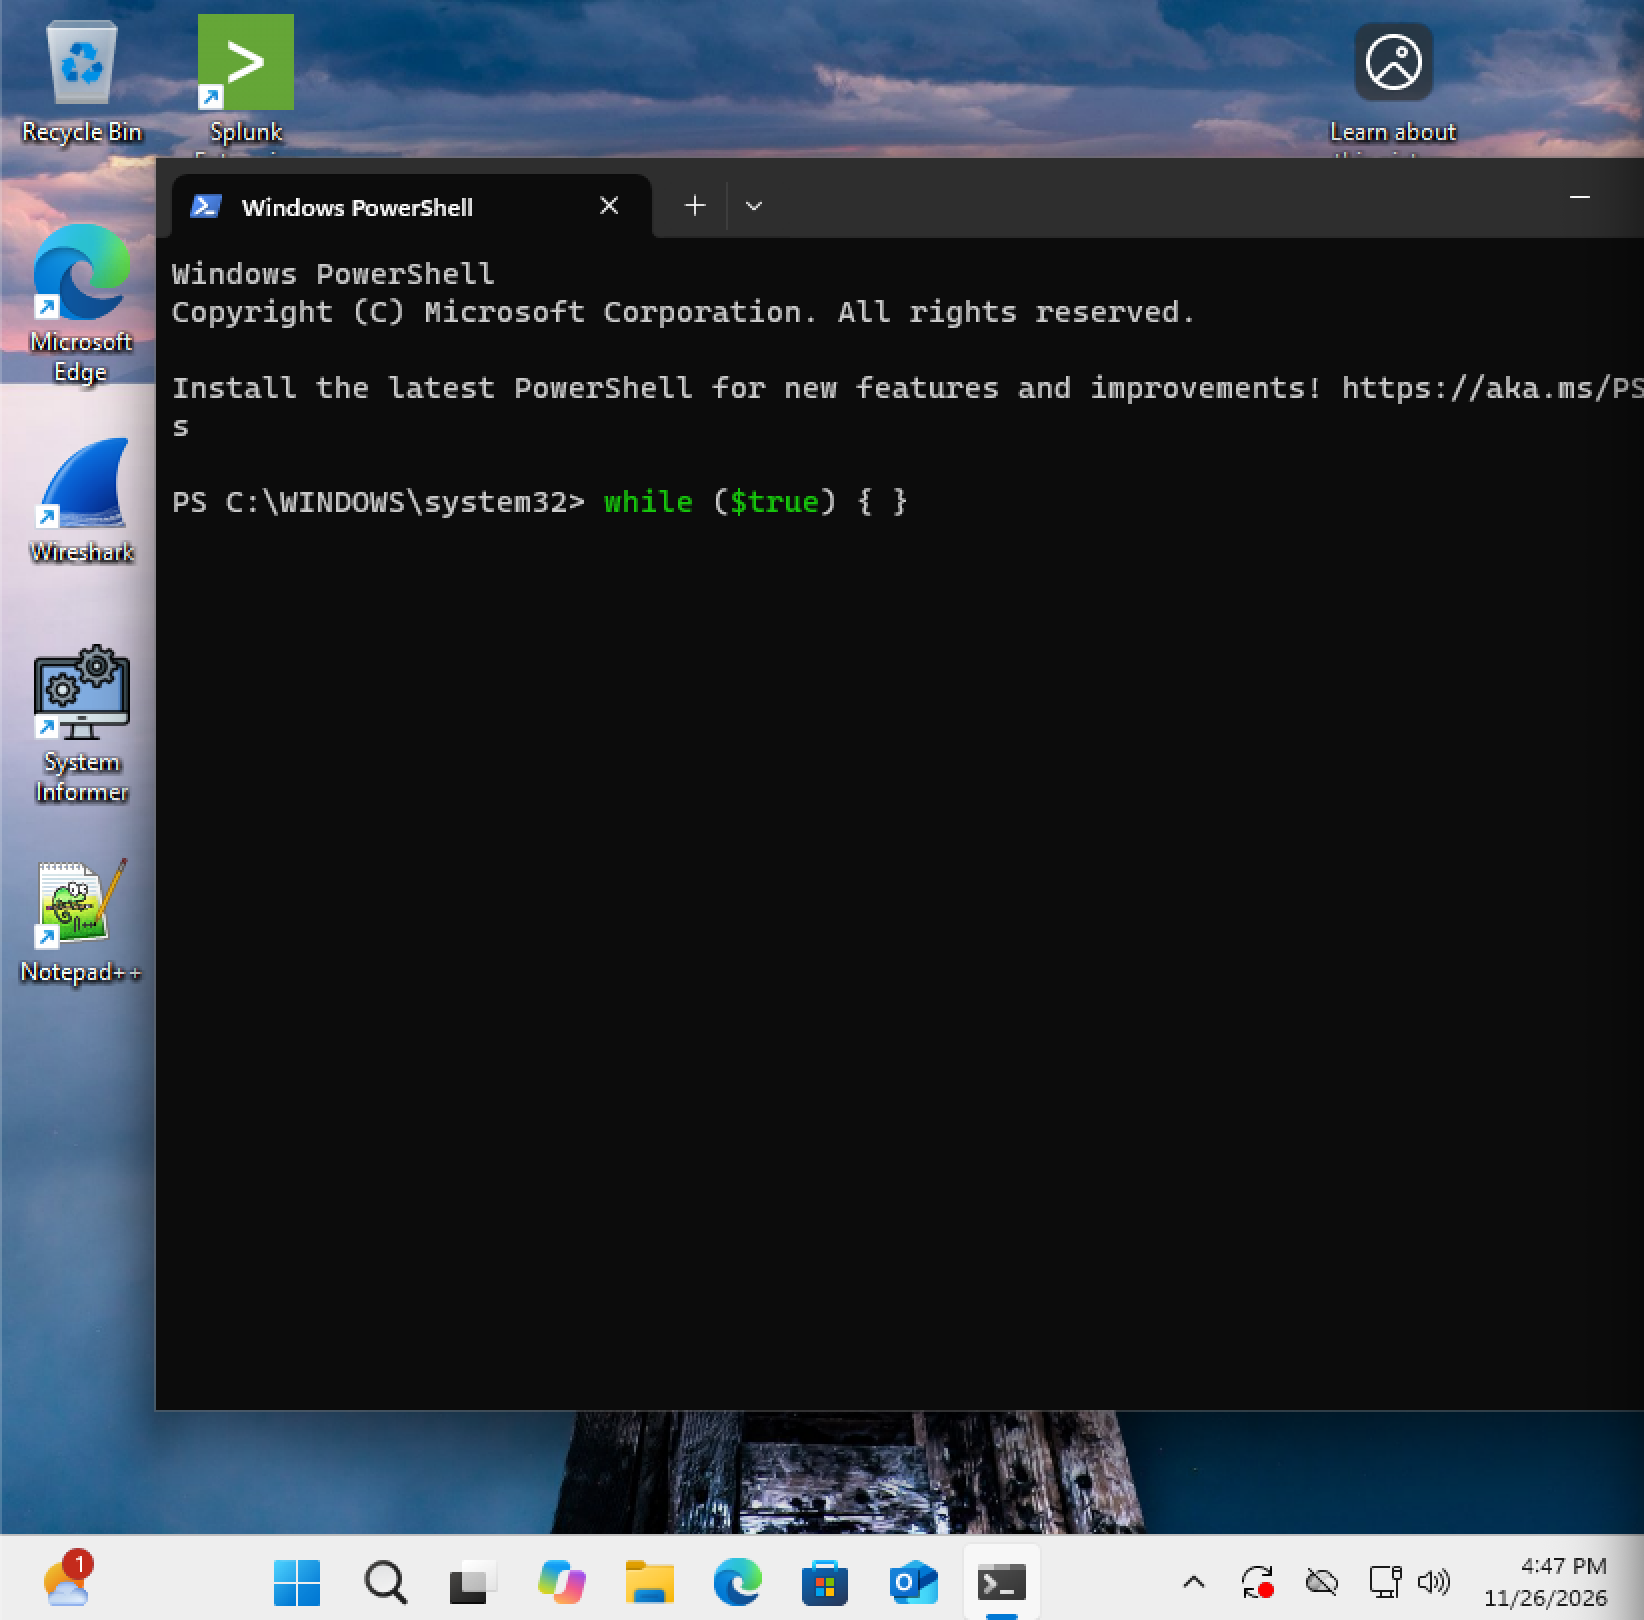 Recycle Bin
Splunk
Learn about
Windows PowerShell
Windows PowerShell
Copyright (C) Microsoft Corporation. All rights reserved.
Install the latest PowerShell for new features and improvements! https://aka.ms/PS
s
PS C:\WINDOWS\system32> while ($true) { }
Microsoft
Edge
Wireshark
System
Informer
Notepad++
1
4:47 PM
11/26/2026